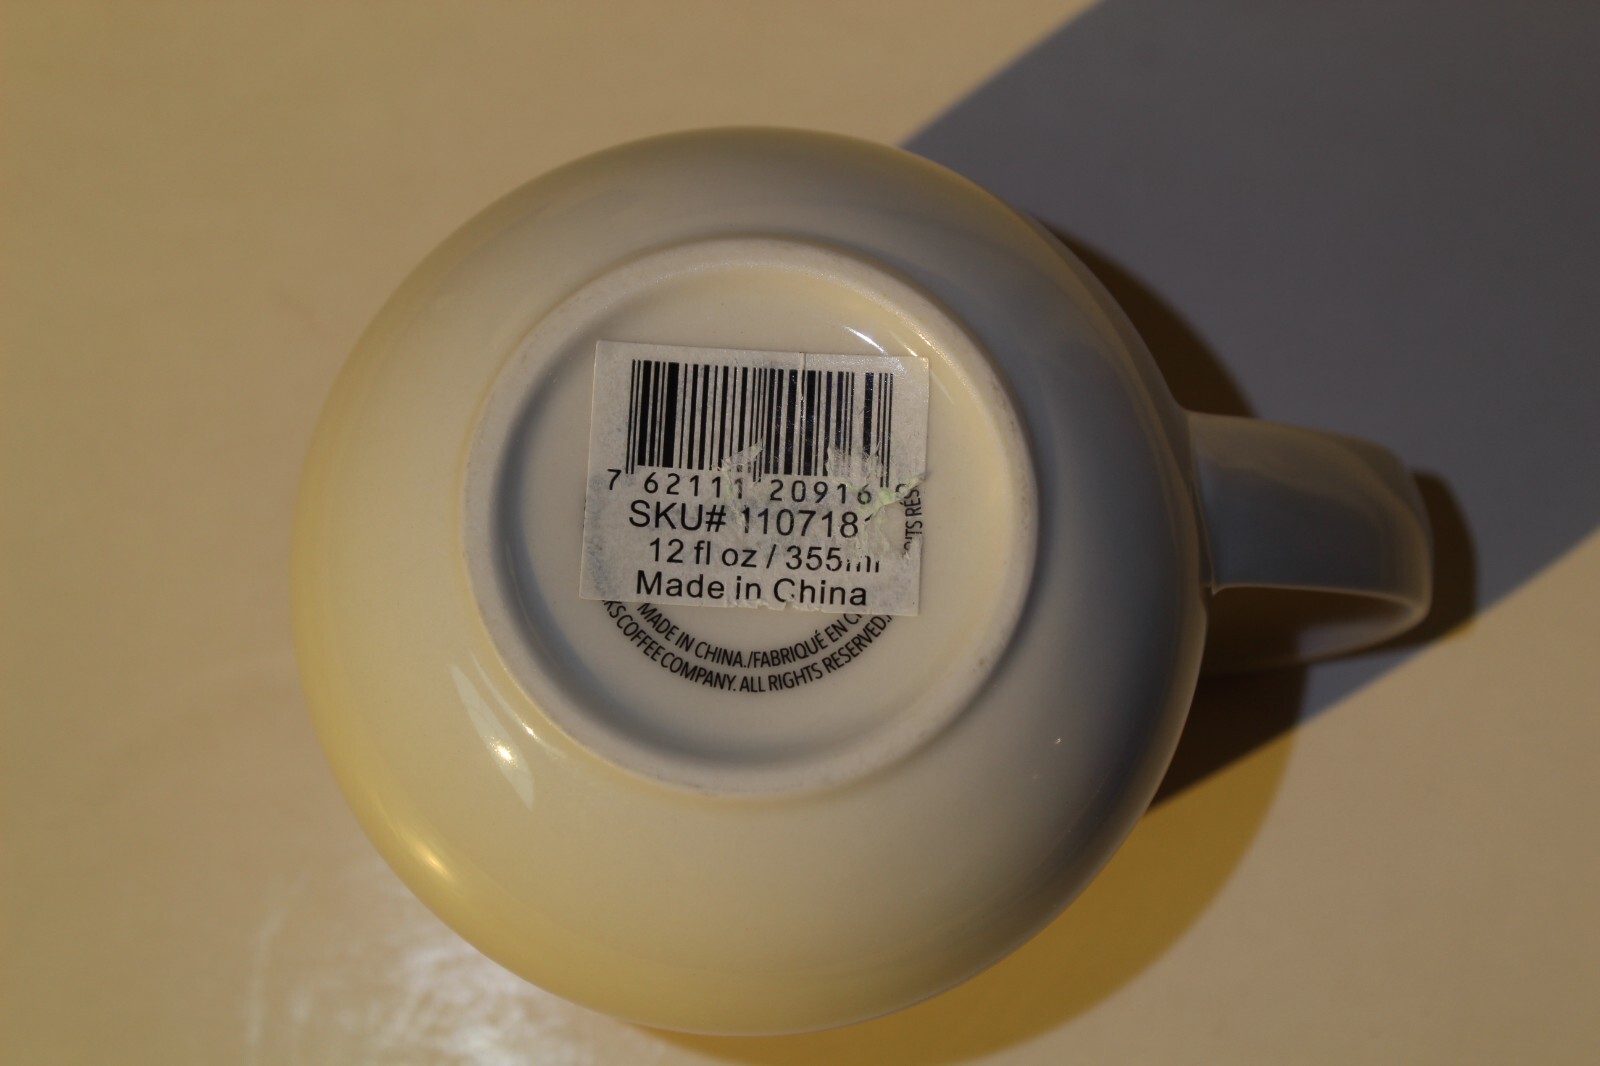 7 62111 20916
SKU# 110718
12 fl oz / 355ml
Made in China
MADE IN CHINA./FABRIQUÉ EN
COFFEE COMPANY. ALL RIGHTS RESERVED.